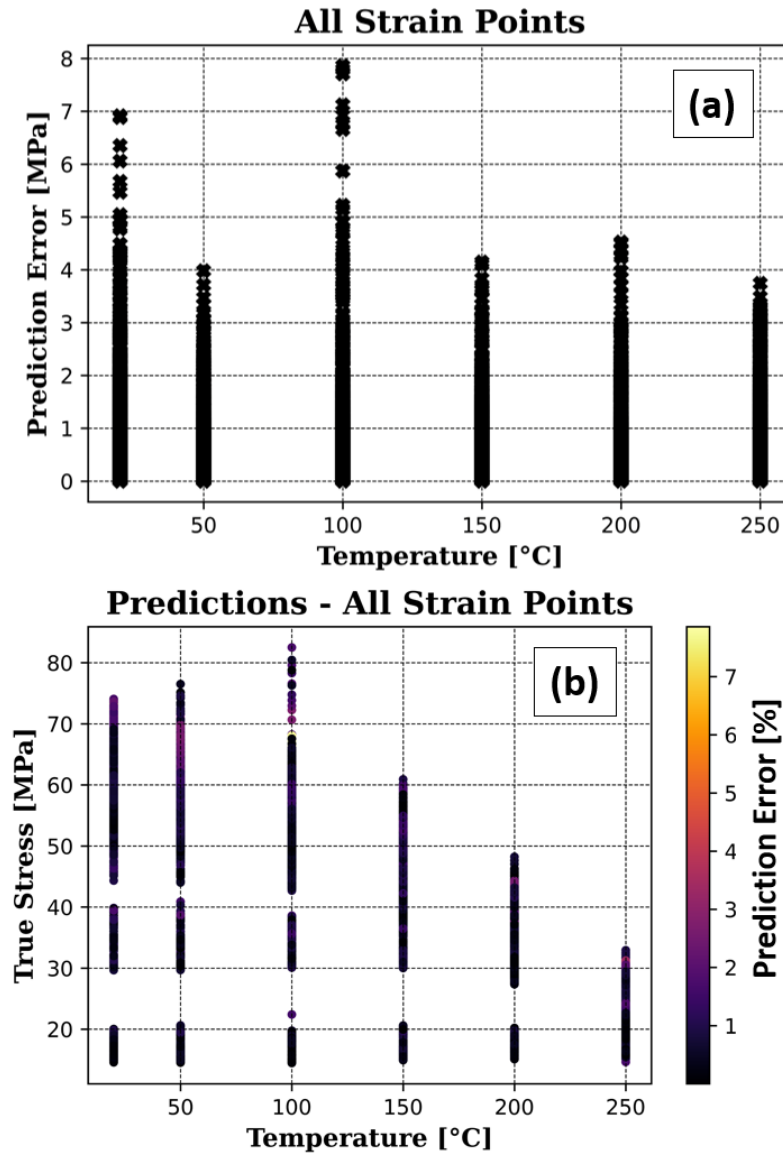 All Strain Points
(a)
Prediction Error [MPa]
8
7
6
5
4
3
2
1
0
50 100 150 200 250
Temperature [°C]
Predictions - All Strain Points
(b)
True Stress [MPa]
80
70
60
50
40
30
20
50 100 150 200 250
Temperature [°C]
7
6
5
4
3
2
1
Prediction Error [%]